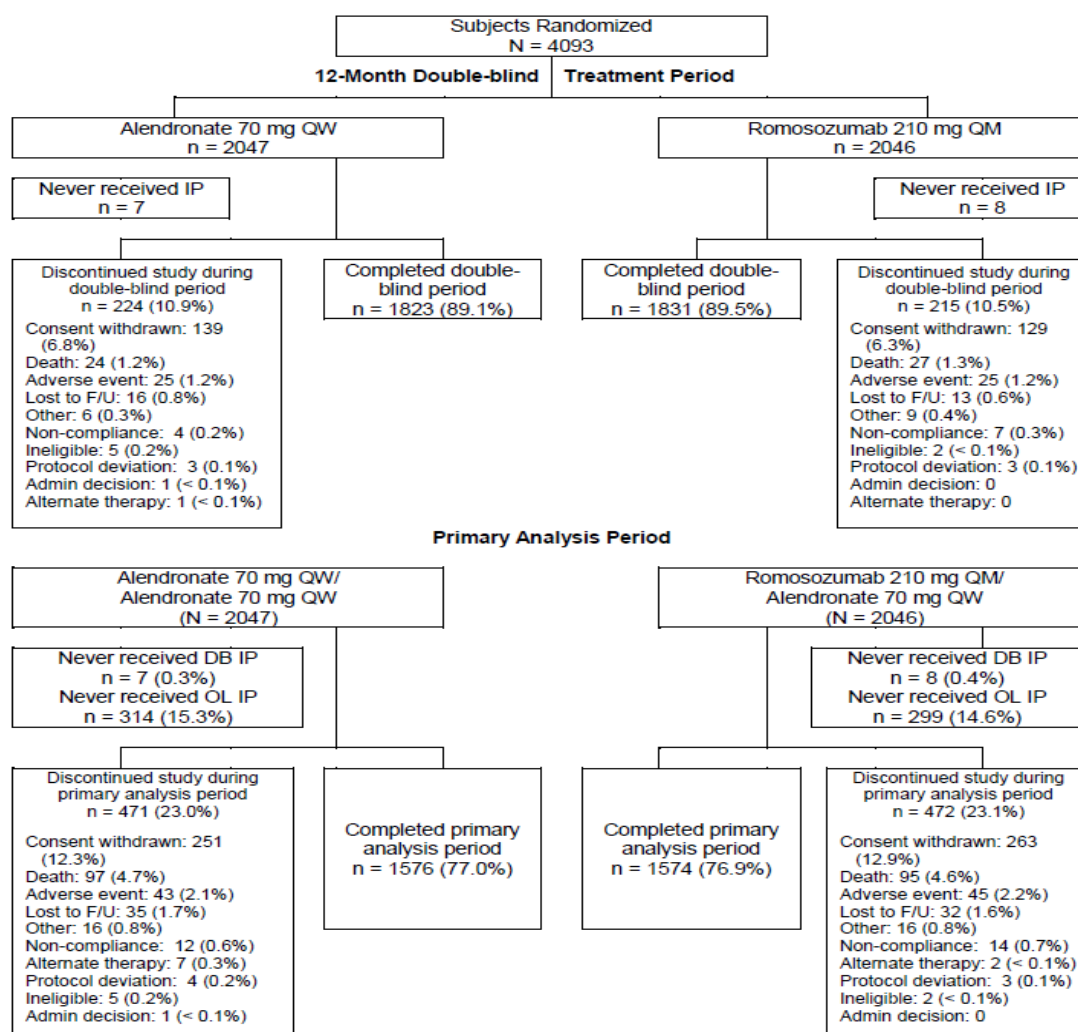 Subjects Randomized
N = 4093
12-Month Double-blind Treatment Period
Alendronate 70 mg QW
n = 2047
Romosozumab 210 mg QM
n = 2046
Never received IP
n = 7
Never received IP
n = 8
Discontinued study during
double-blind period
n = 224 (10.9%)
Consent withdrawn: 139
(6.8%)
Death: 24 (1.2%)
Adverse event: 25 (1.2%)
Lost to F/U: 16 (0.8%)
Other: 6 (0.3%)
Non-compliance: 4 (0.2%)
Ineligible: 5 (0.2%)
Protocol deviation: 3 (0.1%)
Admin decision: 1 (< 0.1%)
Alternate therapy: 1 (< 0.1%)
Completed double-
blind period
n = 1823 (89.1%)
Completed double-
blind period
n = 1831 (89.5%)
Discontinued study during
double-blind period
n = 215 (10.5%)
Consent withdrawn: 129
(6.3%)
Death: 27 (1.3%)
Adverse event: 25 (1.2%)
Lost to F/U: 13 (0.6%)
Other: 9 (0.4%)
Non-compliance: 7 (0.3%)
Ineligible: 2 (< 0.1%)
Protocol deviation: 3 (0.1%)
Admin decision: 0
Alternate therapy: 0
Primary Analysis Period
Alendronate 70 mg QW/
Alendronate 70 mg QW
(N = 2047)
Romosozumab 210 mg QM/
Alendronate 70 mg QW
(N = 2046)
Never received DB IP
n = 7 (0.3%)
Never received OL IP
n = 314 (15.3%)
Never received DB IP
n = 8 (0.4%)
Never received OL IP
n = 299 (14.6%)
Discontinued study during
primary analysis period
n = 471 (23.0%)
Consent withdrawn: 251
(12.3%)
Death: 97 (4.7%)
Adverse event: 43 (2.1%)
Lost to F/U: 35 (1.7%)
Other: 16 (0.8%)
Non-compliance: 12 (0.6%)
Alternate therapy: 7 (0.3%)
Protocol deviation: 4 (0.2%)
Ineligible: 5 (0.2%)
Admin decision: 1 (< 0.1%)
Completed primary
analysis period
n = 1576 (77.0%)
Completed primary
analysis period
n = 1574 (76.9%)
Discontinued study during
primary analysis period
n = 472 (23.1%)
Consent withdrawn: 263
(12.9%)
Death: 95 (4.6%)
Adverse event: 45 (2.2%)
Lost to F/U: 32 (1.6%)
Other: 16 (0.8%)
Non-compliance: 14 (0.7%)
Alternate therapy: 2 (< 0.1%)
Protocol deviation: 3 (0.1%)
Ineligible: 2 (< 0.1%)
Admin decision: 0